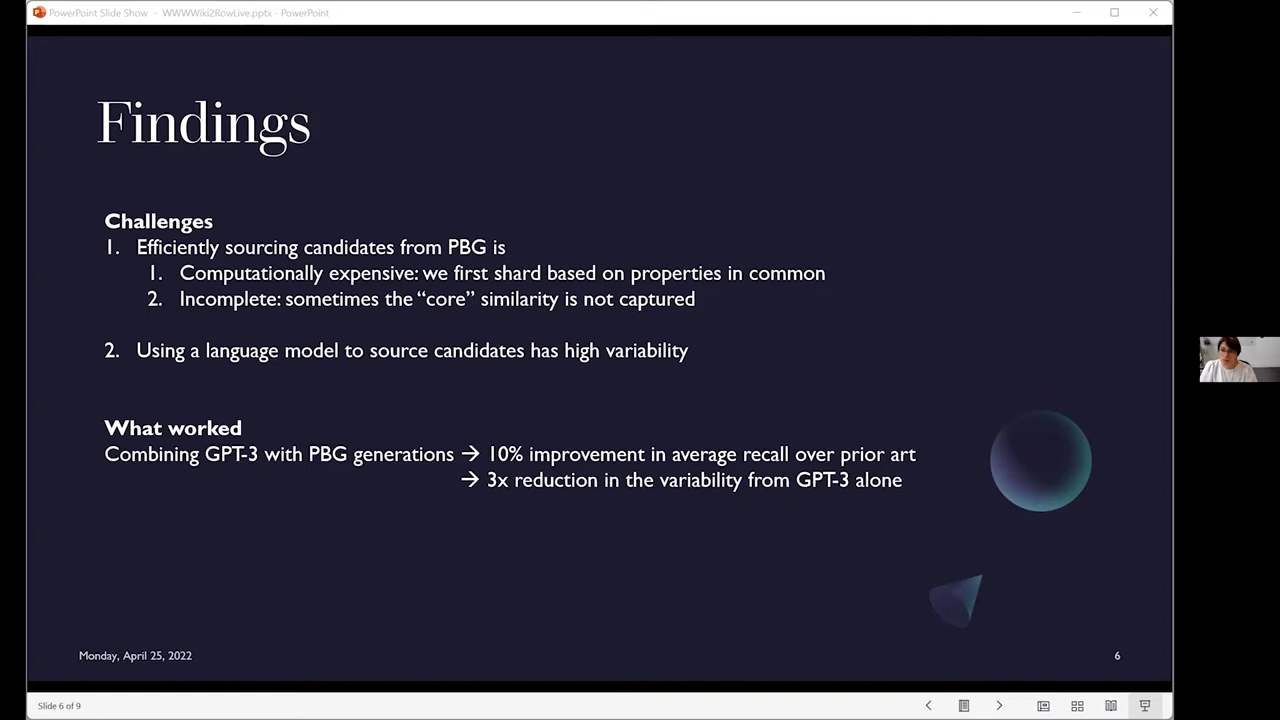 PowerPoint Slide Show - WWWWiki2RowLive.pptx - PowerPoint
Findings
Challenges
1. Efficiently sourcing candidates from PBG is
1. Computationally expensive: we first shard based on properties in common
2. Incomplete: sometimes the “core” similarity is not captured
2. Using a language model to source candidates has high variability
What worked
Combining GPT-3 with PBG generations → 10% improvement in average recall over prior art
→ 3x reduction in the variability from GPT-3 alone
Monday, April 25, 2022
6
Slide 6 of 9